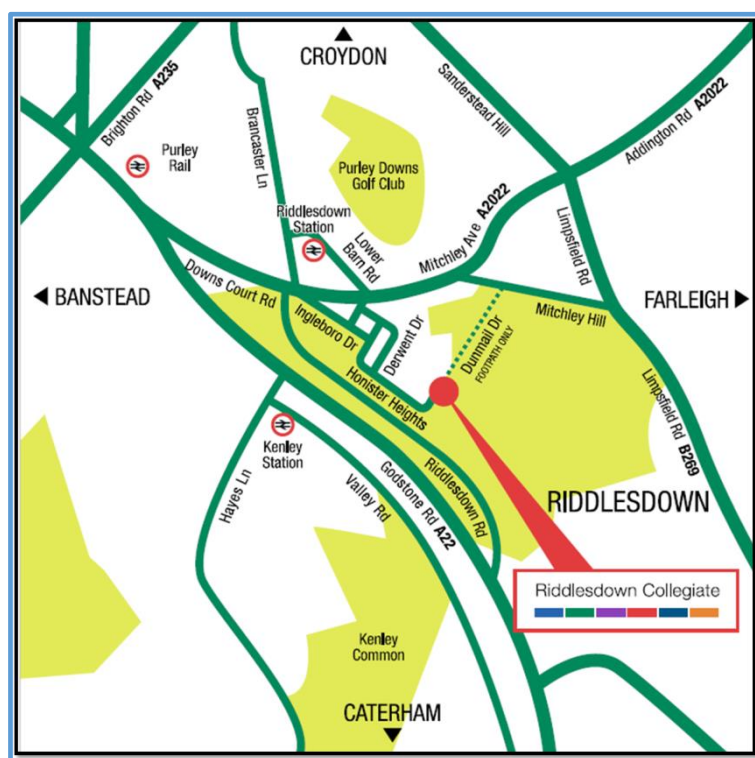 CROYDON
Brighton Rd A235
Brancaster Ln
Sanderstead Hill
Addington Rd A2022
Purley
Rail
Purley Downs
Golf Club
Riddlesdown
Station
Lower
Barn Rd
Mitchley Ave A2022
Limpsfield Rd
BANSTEAD
Downs Court Rd
Ingleboro Dr
Derwent Dr
Dunmail Dr
FOOTPATH ONLY
Mitchley Hill
FARLEIGH
Honister Heights
Limpsfield Rd B269
Kenley
Station
Hayes Ln
Valley Rd
Godstone Rd A22
Riddlesdown Rd
RIDDLESDOWN
Riddlesdown Collegiate
Kenley
Common
CATERHAM